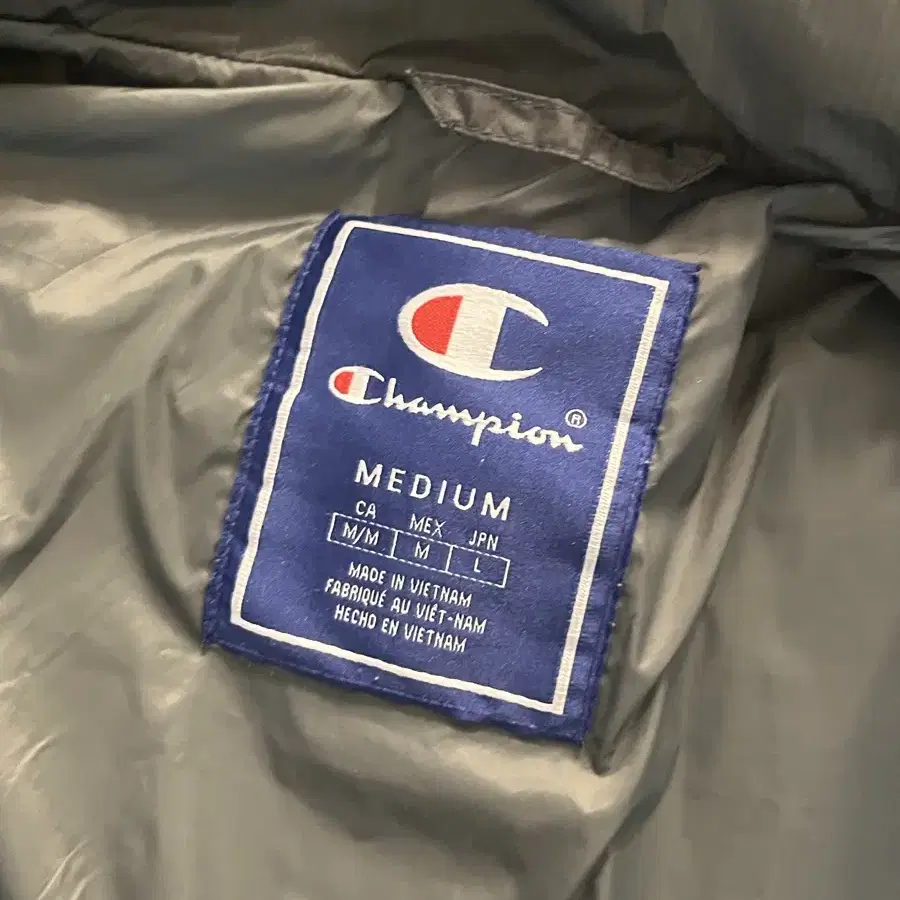 Champion®
MEDIUM
CA MEX JPN
M/M M L
MADE IN VIETNAM
FABRIQUÉ AU VIÊT-NAM
HECHO EN VIETNAM